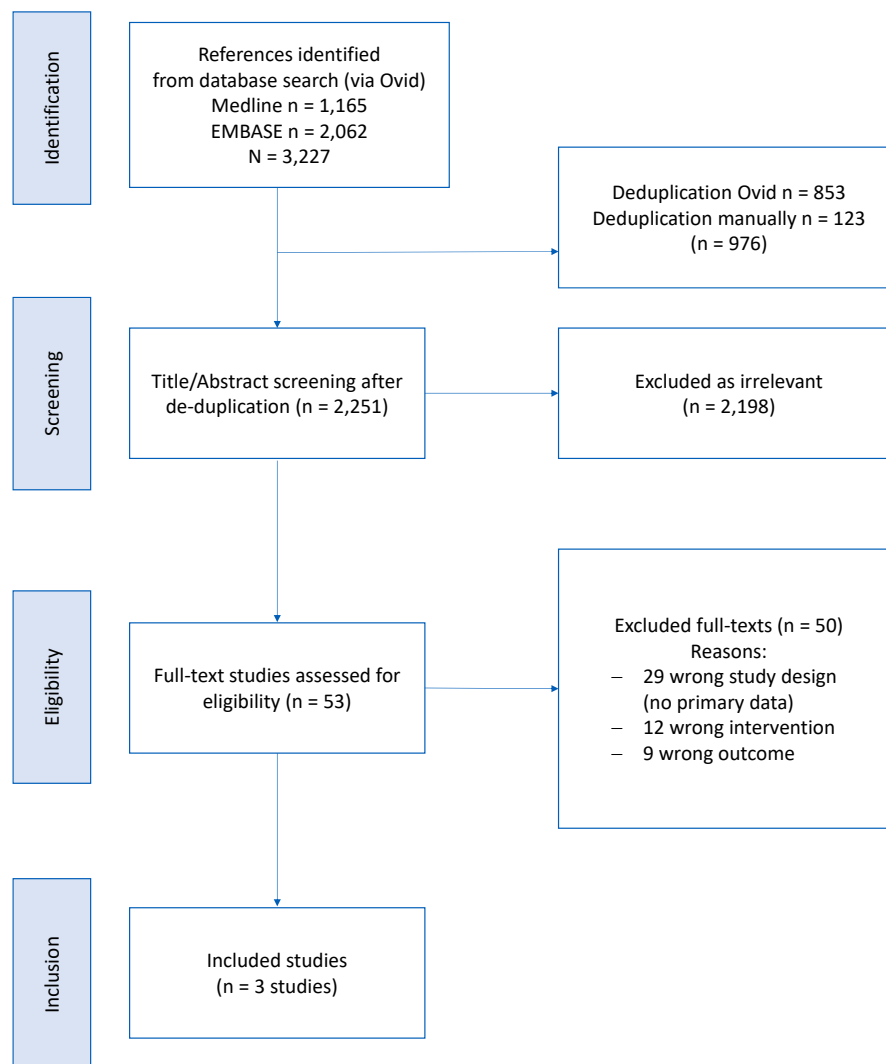 Identification
References identified
from database search (via Ovid)
Medline n = 1,165
EMBASE n = 2,062
N = 3,227
Deduplication Ovid n = 853
Deduplication manually n = 123
(n = 976)
Screening
Title/Abstract screening after
de-duplication (n = 2,251)
Excluded as irrelevant
(n = 2,198)
Eligibility
Full-text studies assessed for
eligibility (n = 53)
Excluded full-texts (n = 50)
Reasons:
– 29 wrong study design
(no primary data)
– 12 wrong intervention
– 9 wrong outcome
Inclusion
Included studies
(n = 3 studies)